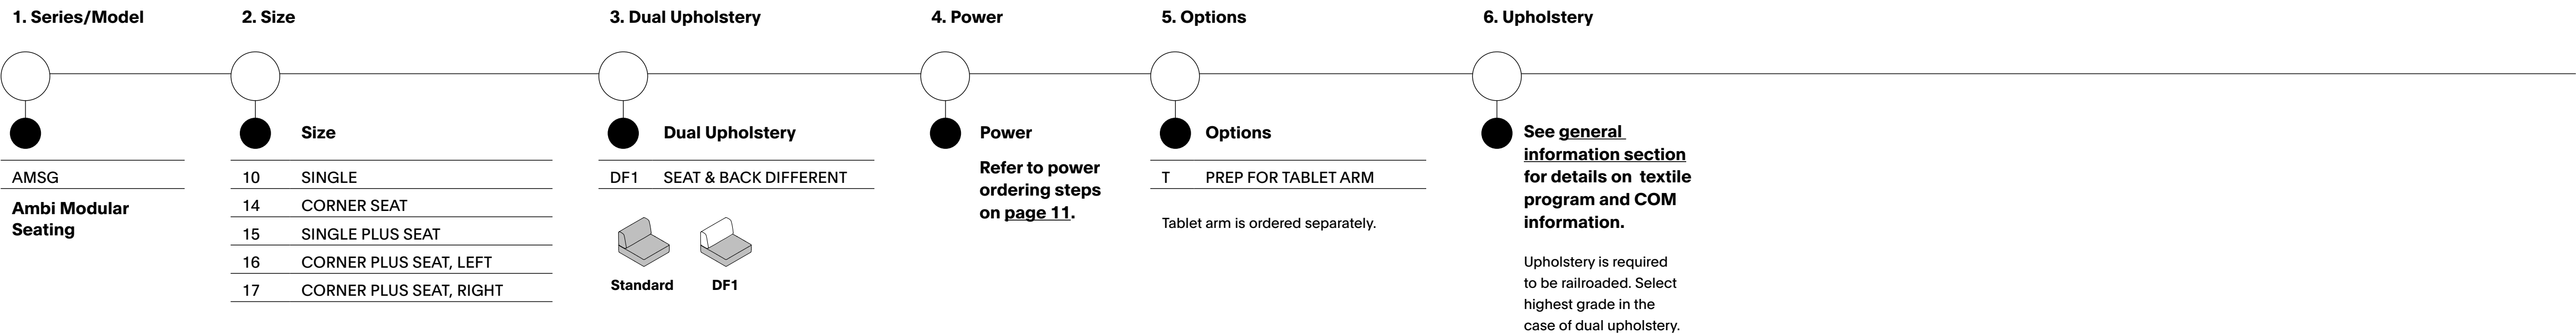 1. Series/Model
2. Size
3. Dual Upholstery
4. Power
5. Options
6. Upholstery
AMSG
Ambi Modular
Seating
Size
10 SINGLE
14 CORNER SEAT
15 SINGLE PLUS SEAT
16 CORNER PLUS SEAT, LEFT
17 CORNER PLUS SEAT, RIGHT
Dual Upholstery
DF1 SEAT & BACK DIFFERENT
Standard
DF1
Power
Refer to power
ordering steps
on page 11.
Options
T PREP FOR TABLET ARM
Tablet arm is ordered separately.
See general
information section
for details on textile
program and COM
information.
Upholstery is required
to be railroaded. Select
highest grade in the
case of dual upholstery.